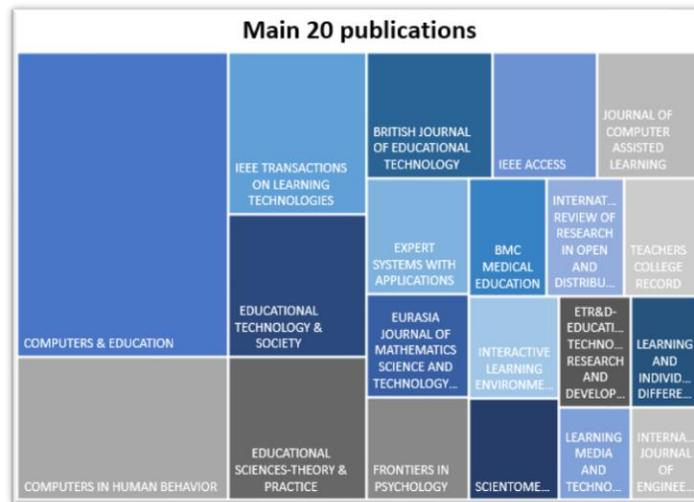 Main 20 publications
COMPUTERS & EDUCATION
COMPUTERS IN HUMAN BEHAVIOR
IEEE TRANSACTIONS
ON LEARNING
TECHNOLOGIES
EDUCATIONAL
TECHNOLOGY &
SOCIETY
EDUCATIONAL
SCIENCES-THEORY &
PRACTICE
BRITISH JOURNAL
OF EDUCATIONAL
TECHNOLOGY
IEEE ACCESS
JOURNAL OF
COMPUTER
ASSISTED
LEARNING
EXPERT
SYSTEMS WITH
APPLICATIONS
BMC
MEDICAL
EDUCATION
INTERNAT...
REVIEW OF
RESEARCH
IN OPEN
AND
DISTRIBU...
TEACHERS
COLLEGE
RECORD
EURASIA
JOURNAL OF
MATHEMATICS
SCIENCE AND
TECHNOLOGY...
INTERACTIVE
LEARNING
ENVIRONME...
ETR&D-
EDUCATI...
TECHNO...
RESEARCH
AND
DEVELOP...
LEARNING
AND
INDIVID...
DIFFERE...
FRONTIERS IN
PSYCHOLOGY
SCIENTOME...
LEARNING
MEDIA
AND
TECHNO...
INTERNA...
JOURNAL
OF
ENGINEE...